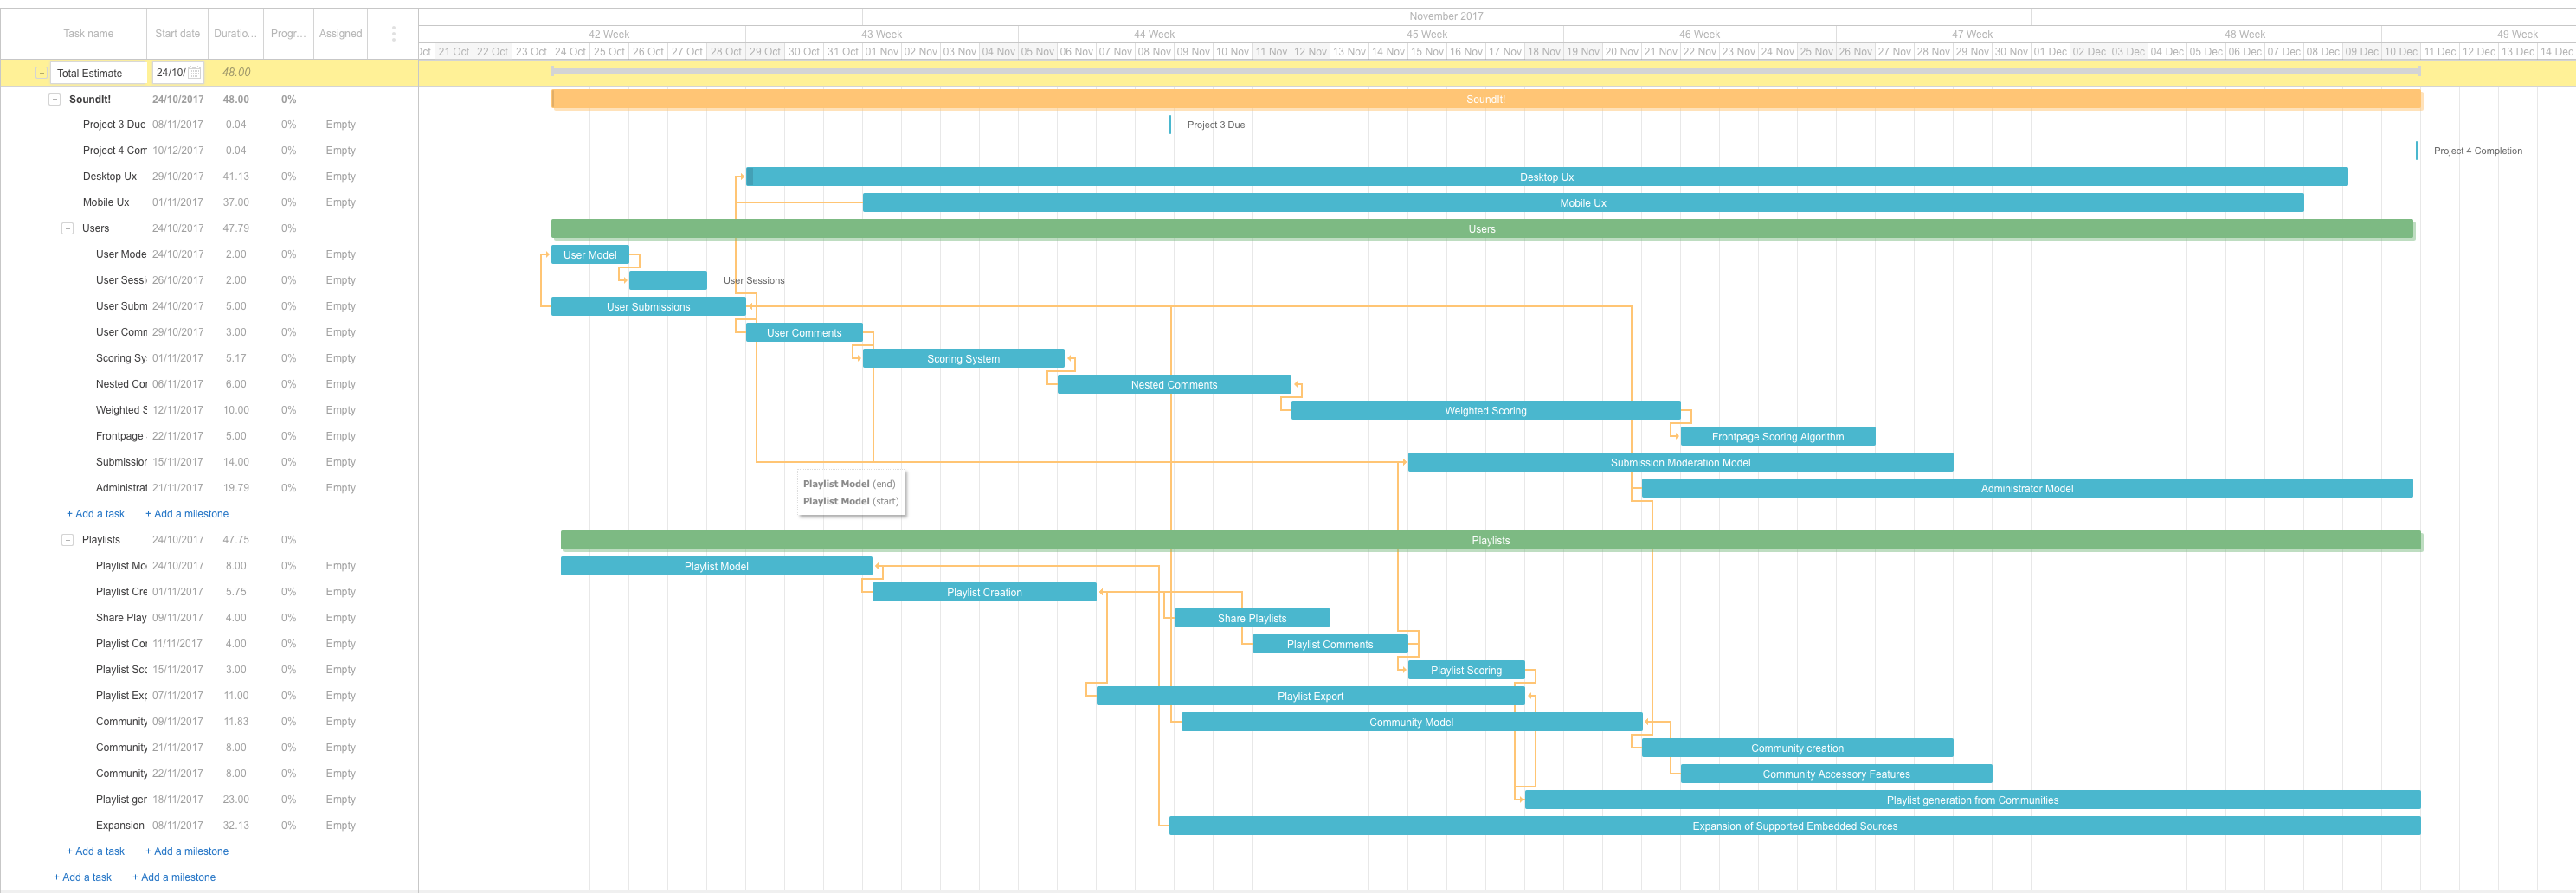 November 2017
Task name Start date Duratio... Progr... Assigned
42 Week 43 Week 44 Week 45 Week 46 Week 47 Week 48 Week 49 Week
Oct 21 Oct 22 Oct 23 Oct 24 Oct 25 Oct 26 Oct 27 Oct 28 Oct 29 Oct 30 Oct 31 Oct 01 Nov 02 Nov 03 Nov 04 Nov 05 Nov 06 Nov 07 Nov 08 Nov 09 Nov 10 Nov 11 Nov 12 Nov 13 Nov 14 Nov 15 Nov 16 Nov 17 Nov 18 Nov 19 Nov 20 Nov 21 Nov 22 Nov 23 Nov 24 Nov 25 Nov 26 Nov 27 Nov 28 Nov 29 Nov 30 Nov 01 Dec 02 Dec 03 Dec 04 Dec 05 Dec 06 Dec 07 Dec 08 Dec 09 Dec 10 Dec 11 Dec 12 Dec 13 Dec 14 Dec
Total Estimate 24/10/ 48.00
SoundIt! 24/10/2017 48.00 0% SoundIt!
Project 3 Due 08/11/2017 0.04 0% Empty Project 3 Due
Project 4 Com 10/12/2017 0.04 0% Empty Project 4 Completion
Desktop Ux 29/10/2017 41.13 0% Empty Desktop Ux
Mobile Ux 01/11/2017 37.00 0% Empty Mobile Ux
Users 24/10/2017 47.79 0% Users
User Mode 24/10/2017 2.00 0% Empty User Model
User Sessi 26/10/2017 2.00 0% Empty User Sessions
User Subm 24/10/2017 5.00 0% Empty User Submissions
User Comm 29/10/2017 3.00 0% Empty User Comments
Scoring Sy 01/11/2017 5.17 0% Empty Scoring System
Nested Cor 06/11/2017 6.00 0% Empty Nested Comments
Weighted S 12/11/2017 10.00 0% Empty Weighted Scoring
Frontpage 22/11/2017 5.00 0% Empty Frontpage Scoring Algorithm
Submission 15/11/2017 14.00 0% Empty Submission Moderation Model
Administrat 21/11/2017 19.79 0% Empty Administrator Model
Playlist Model (end)
Playlist Model (start)
+ Add a task + Add a milestone
Playlists 24/10/2017 47.75 0% Playlists
Playlist Mo 24/10/2017 8.00 0% Empty Playlist Model
Playlist Cre 01/11/2017 5.75 0% Empty Playlist Creation
Share Play 09/11/2017 4.00 0% Empty Share Playlists
Playlist Cor 11/11/2017 4.00 0% Empty Playlist Comments
Playlist Sco 15/11/2017 3.00 0% Empty Playlist Scoring
Playlist Exp 07/11/2017 11.00 0% Empty Playlist Export
Community 09/11/2017 11.83 0% Empty Community Model
Community 21/11/2017 8.00 0% Empty Community creation
Community 22/11/2017 8.00 0% Empty Community Accessory Features
Playlist ger 18/11/2017 23.00 0% Empty Playlist generation from Communities
Expansion 08/11/2017 32.13 0% Empty Expansion of Supported Embedded Sources
+ Add a task + Add a milestone
+ Add a task + Add a milestone